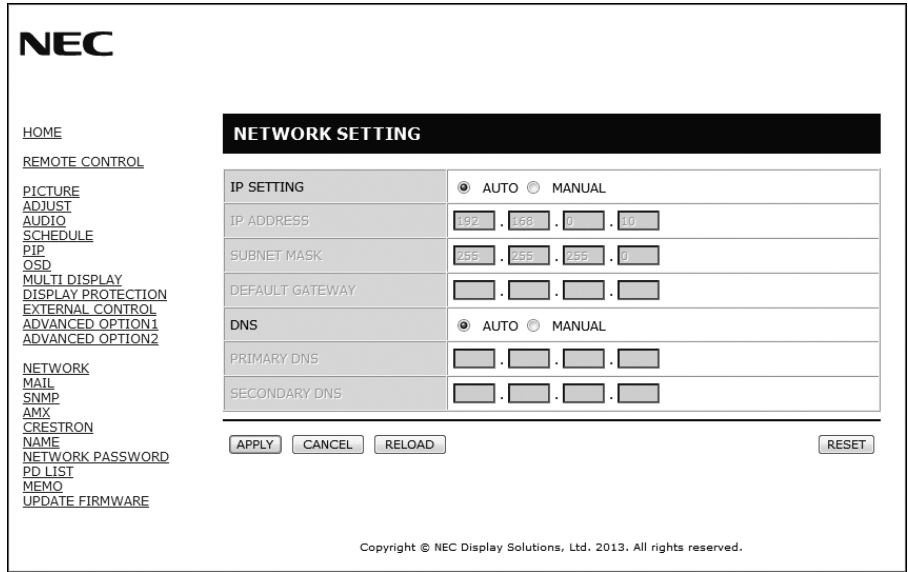 NEC
HOME
REMOTE CONTROL
PICTURE
ADJUST
AUDIO
SCHEDULE
PIP
OSD
MULTI DISPLAY
DISPLAY PROTECTION
EXTERNAL CONTROL
ADVANCED OPTION1
ADVANCED OPTION2
NETWORK
MAIL
SNMP
AMX
CRESTRON
NAME
NETWORK PASSWORD
PD LIST
MEMO
UPDATE FIRMWARE
NETWORK SETTING
IP SETTING AUTO MANUAL
IP ADDRESS 192 . 168 . 0 . 10
SUBNET MASK 255 . 255 . 255 . 0
DEFAULT GATEWAY . . .
DNS AUTO MANUAL
PRIMARY DNS . . .
SECONDARY DNS . . .
APPLY CANCEL RELOAD RESET
Copyright © NEC Display Solutions, Ltd. 2013. All rights reserved.